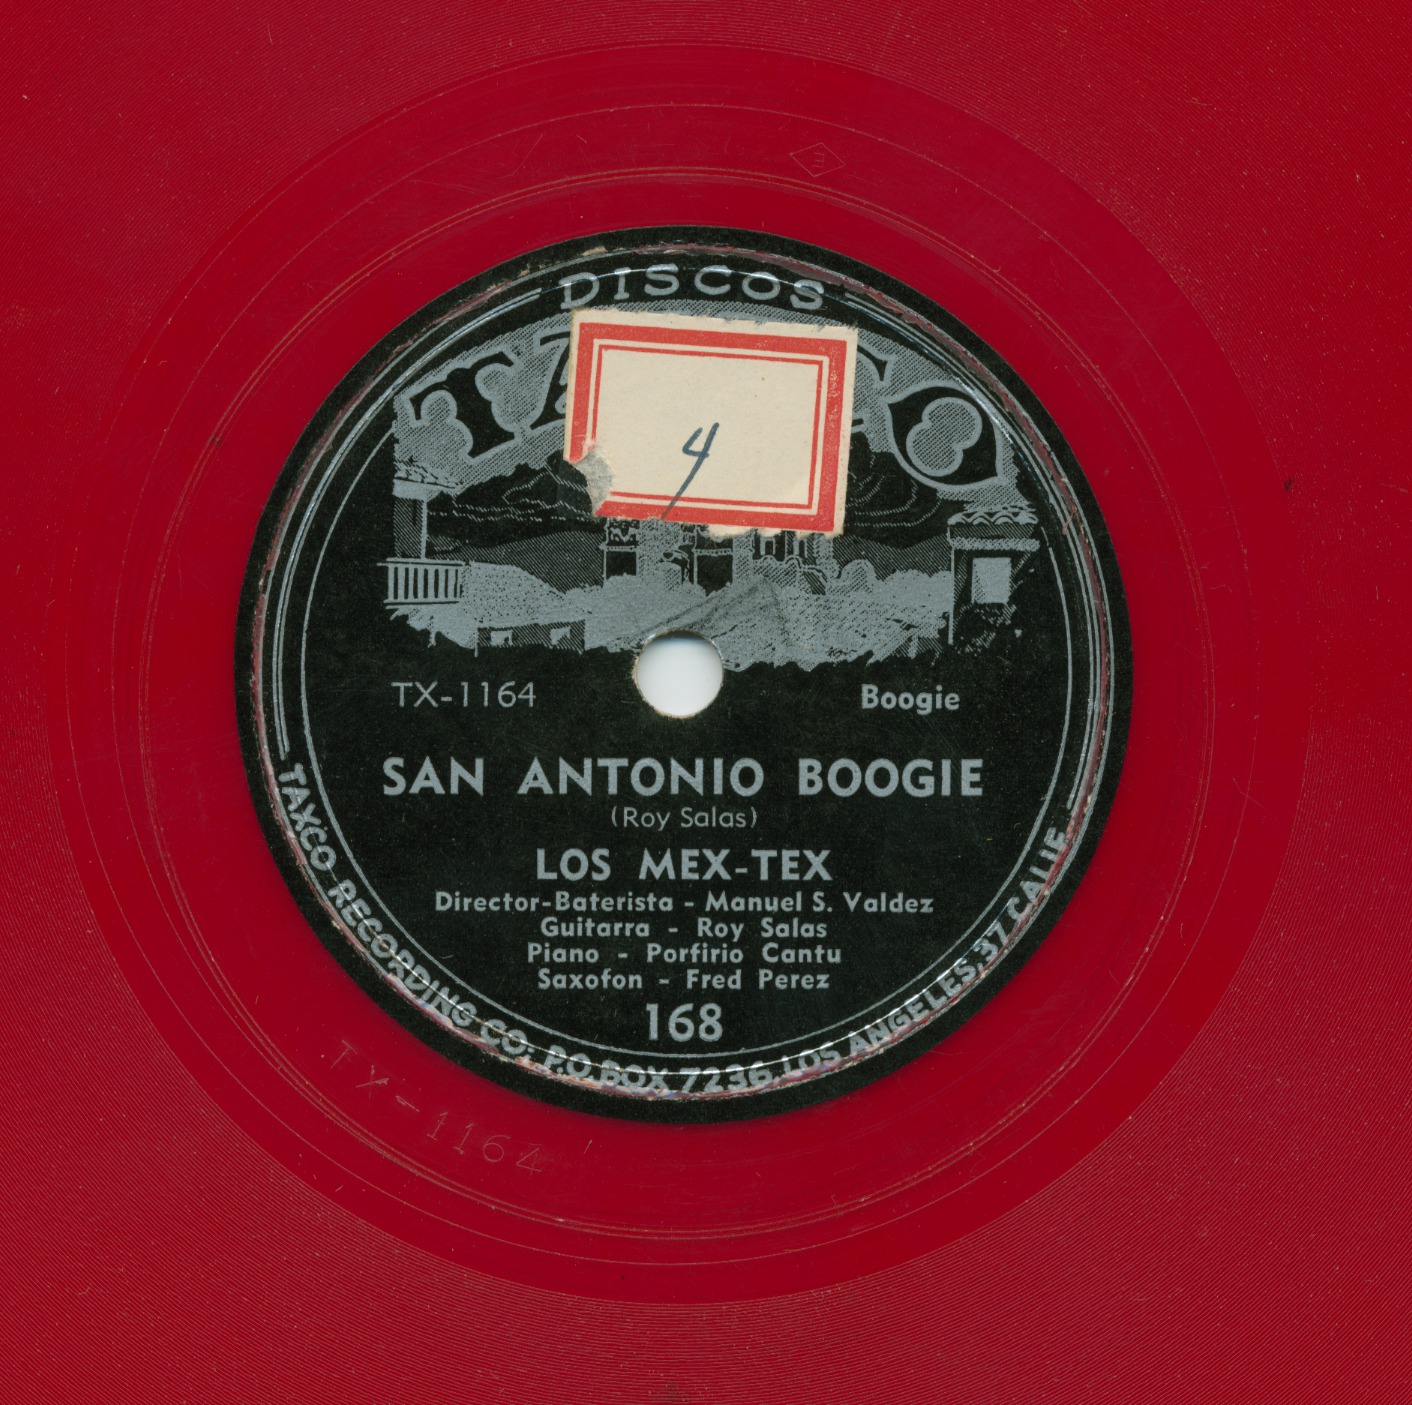 DISCOS
4
TX-1164
Boogie
SAN ANTONIO BOOGIE
(Roy Salas)
LOS MEX-TEX
Director-Baterista - Manuel S. Valdez
Guitarra - Roy Salas
Piano - Porfirio Cantu
Saxofon - Fred Perez
168
TAXCO RECORDING CO. P.O. BOX 7236, LOS ANGELES, 37 CALIF.
TX-1164